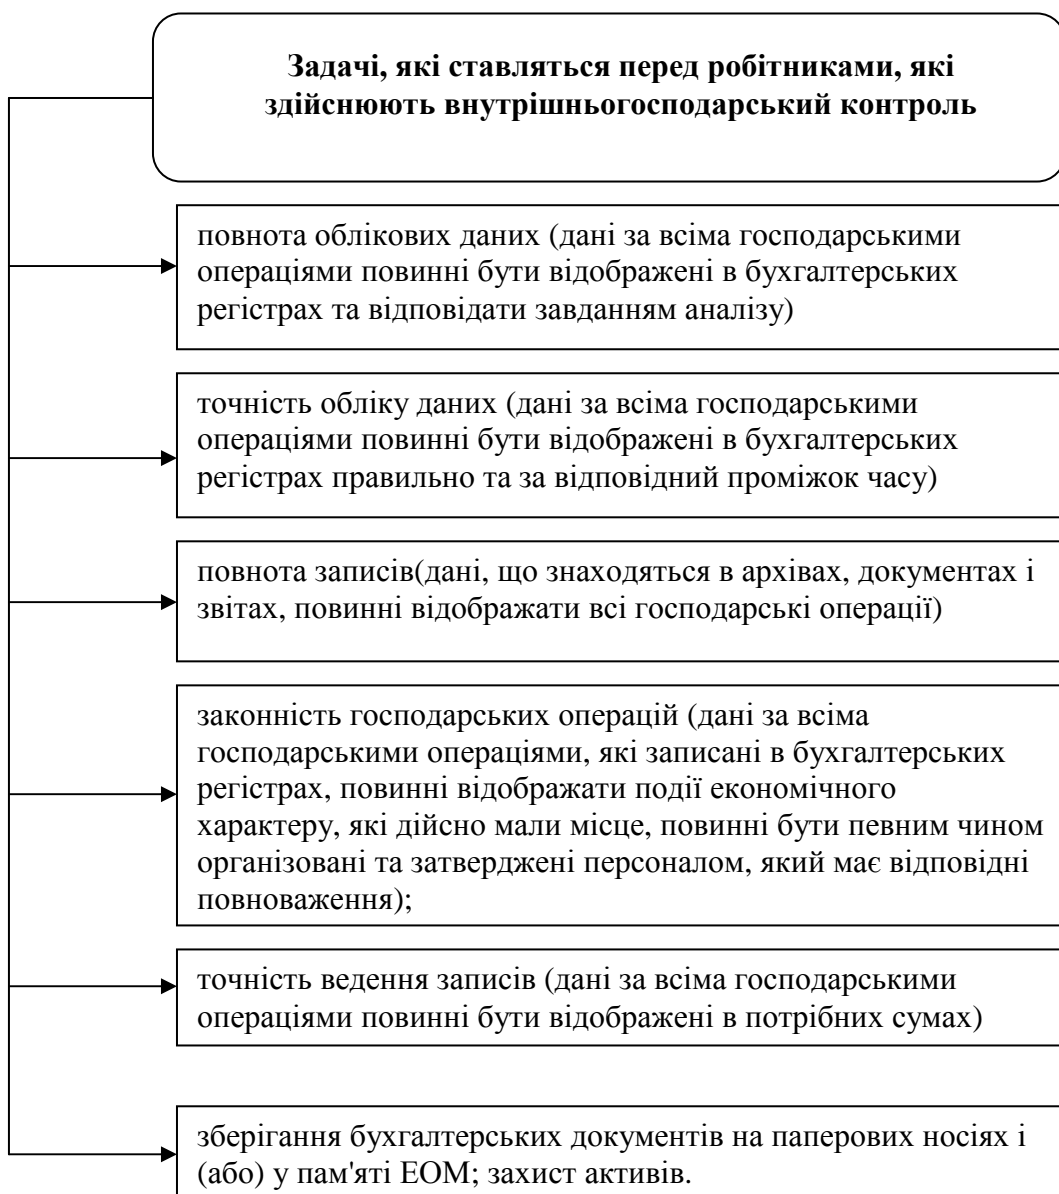 Задачі, які ставляться перед робітниками, які
здійснюють внутрішньогосподарський контроль
повнота облікових даних (дані за всіма господарськими
операціями повинні бути відображені в бухгалтерських
регістрах та відповідати завданням аналізу)
точність обліку даних (дані за всіма господарськими
операціями повинні бути відображені в бухгалтерських
регістрах правильно та за відповідний проміжок часу)
повнота записів(дані, що знаходяться в архівах, документах і
звітах, повинні відображати всі господарські операції)
законність господарських операцій (дані за всіма
господарськими операціями, які записані в бухгалтерських
регістрах, повинні відображати події економічного
характеру, які дійсно мали місце, повинні бути певним чином
організовані та затверджені персоналом, який має відповідні
повноваження);
точність ведення записів (дані за всіма господарськими
операціями повинні бути відображені в потрібних сумах)
зберігання бухгалтерських документів на паперових носіях і
(або) у пам'яті ЕОМ; захист активів.